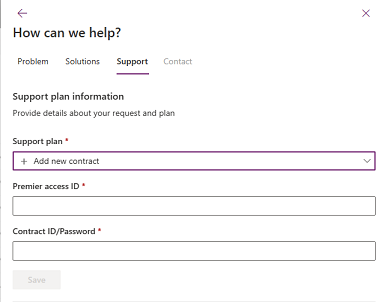 How can we help?
Problem Solutions Support Contact
Support plan information
Provide details about your request and plan
Support plan *
+ Add new contract
Premier access ID *
Contract ID/Password *
Save